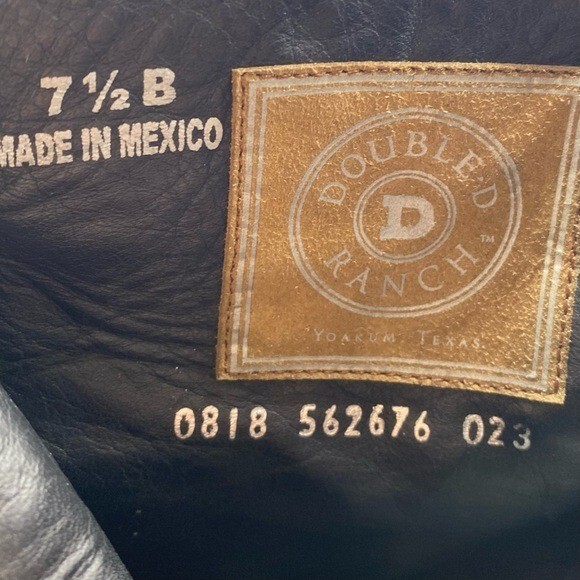 7 ½ B
MADE IN MEXICO
DOUBLE D
RANCH™
D
YOAKUM, TEXAS
0818 562676 023